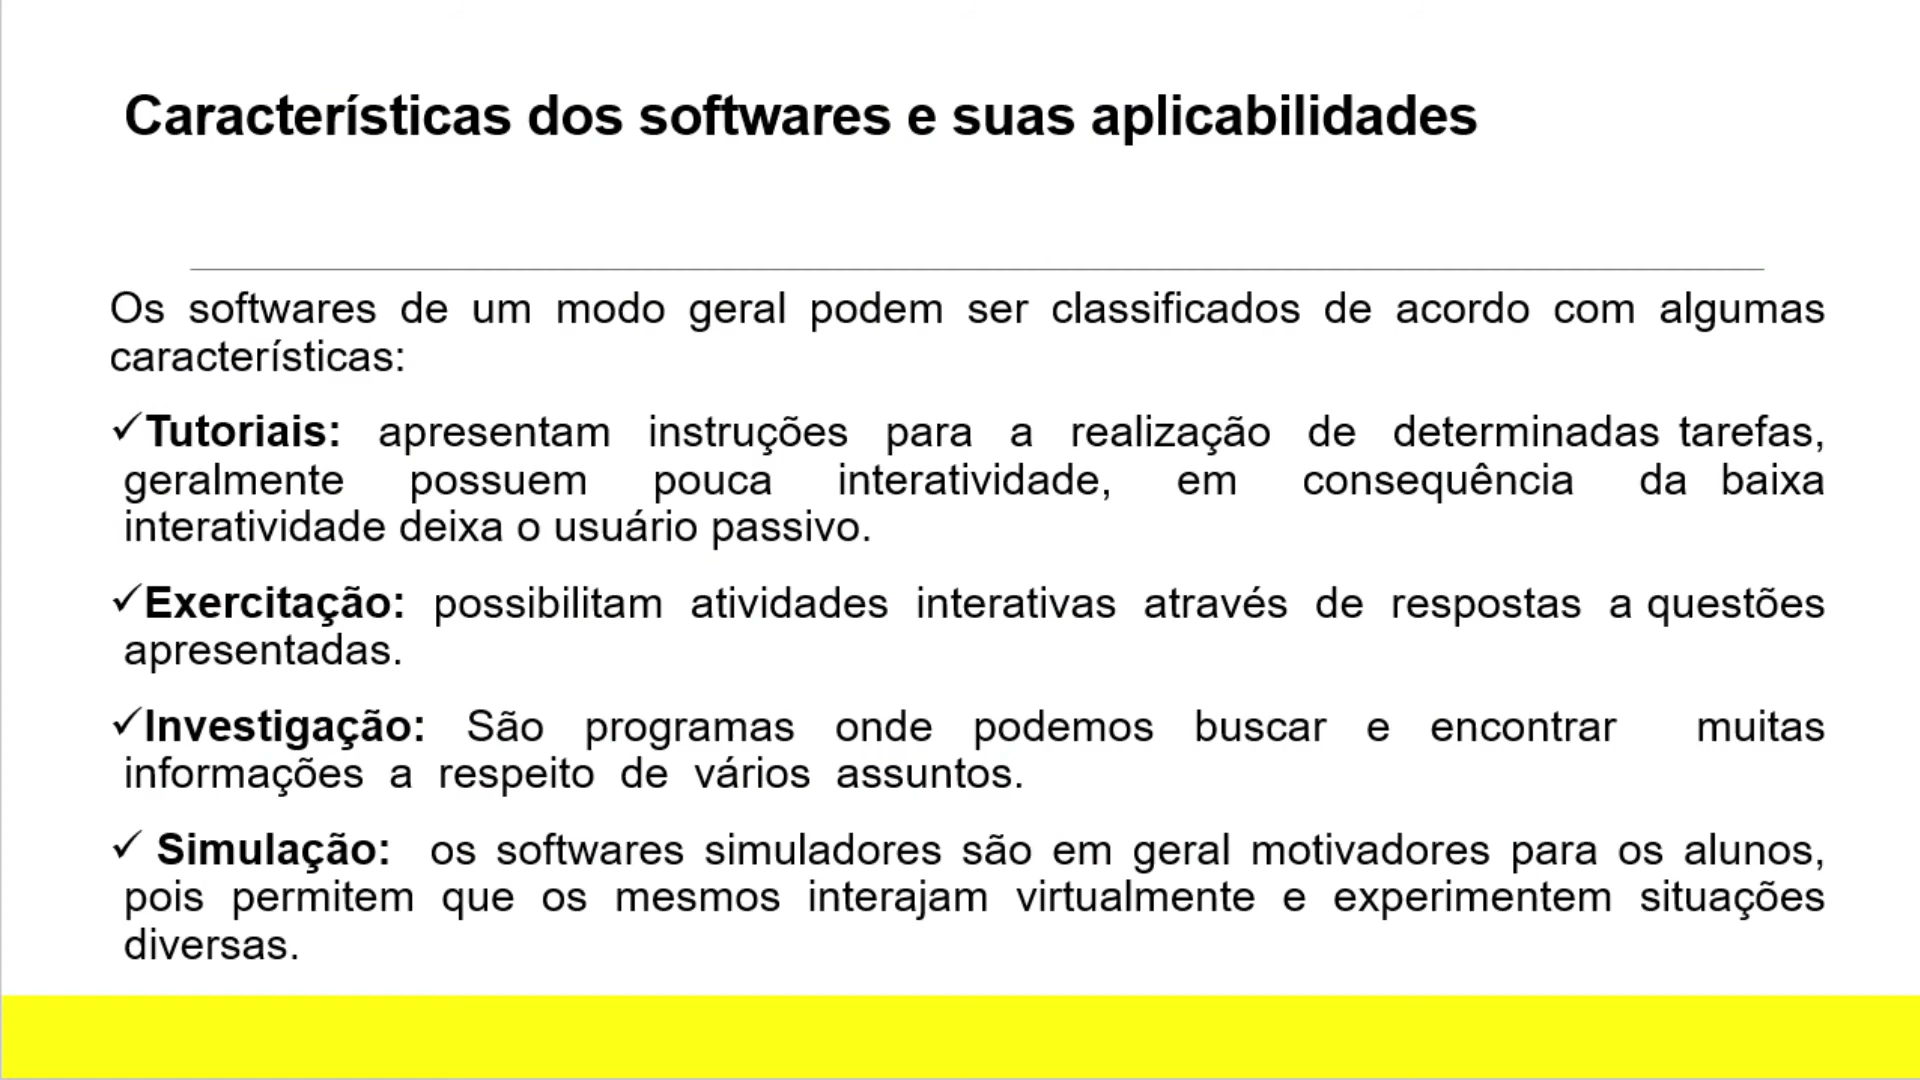 Características dos softwares e suas aplicabilidades
Os softwares de um modo geral podem ser classificados de acordo com algumas
características:
✓Tutoriais: apresentam instruções para a realização de determinadas tarefas,
geralmente possuem pouca interatividade, em consequência da baixa
interatividade deixa o usuário passivo.
✓Exercitação: possibilitam atividades interativas através de respostas a questões
apresentadas.
✓Investigação: São programas onde podemos buscar e encontrar muitas
informações a respeito de vários assuntos.
✓ Simulação: os softwares simuladores são em geral motivadores para os alunos,
pois permitem que os mesmos interajam virtualmente e experimentem situações
diversas.